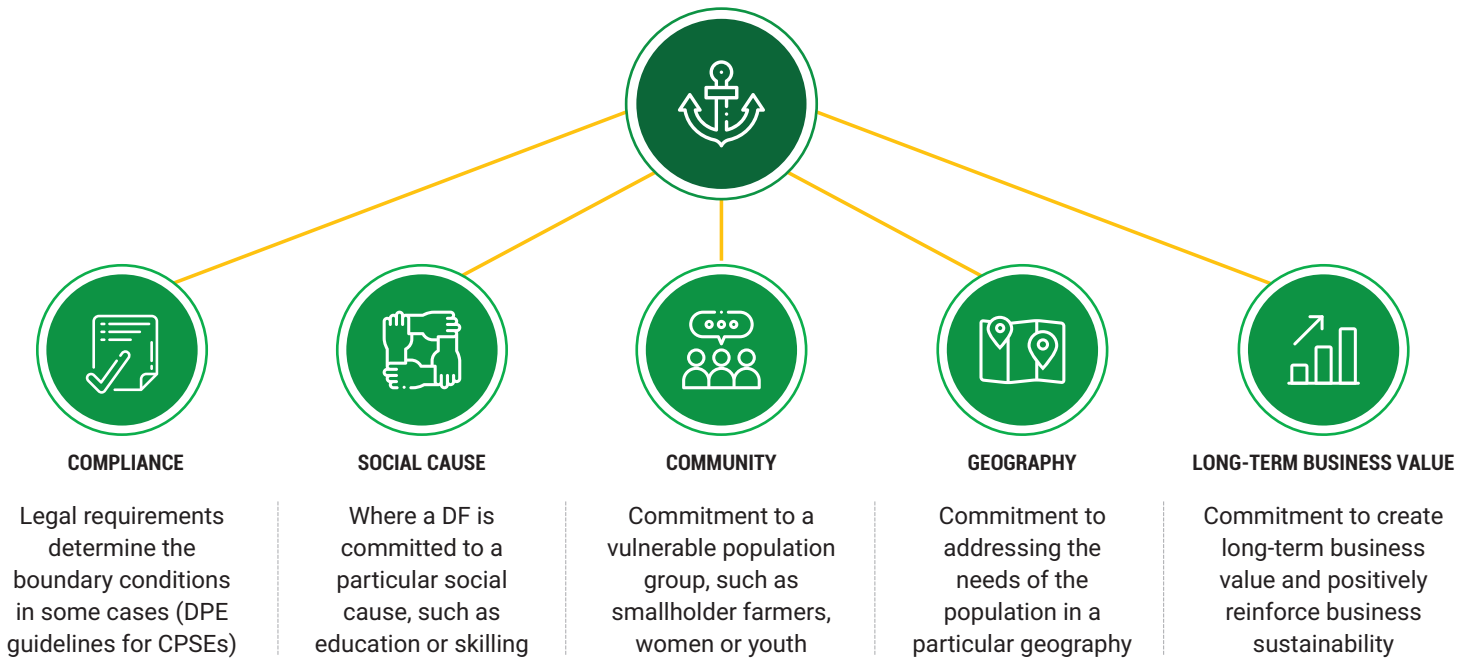 COMPLIANCE
Legal requirements
determine the
boundary conditions
in some cases (DPE
guidelines for CPSEs)
SOCIAL CAUSE
Where a DF is
committed to a
particular social
cause, such as
education or skilling
COMMUNITY
Commitment to a
vulnerable population
group, such as
smallholder farmers,
women or youth
GEOGRAPHY
Commitment to
addressing the
needs of the
population in a
particular geography
LONG-TERM BUSINESS VALUE
Commitment to create
long-term business
value and positively
reinforce business
sustainability